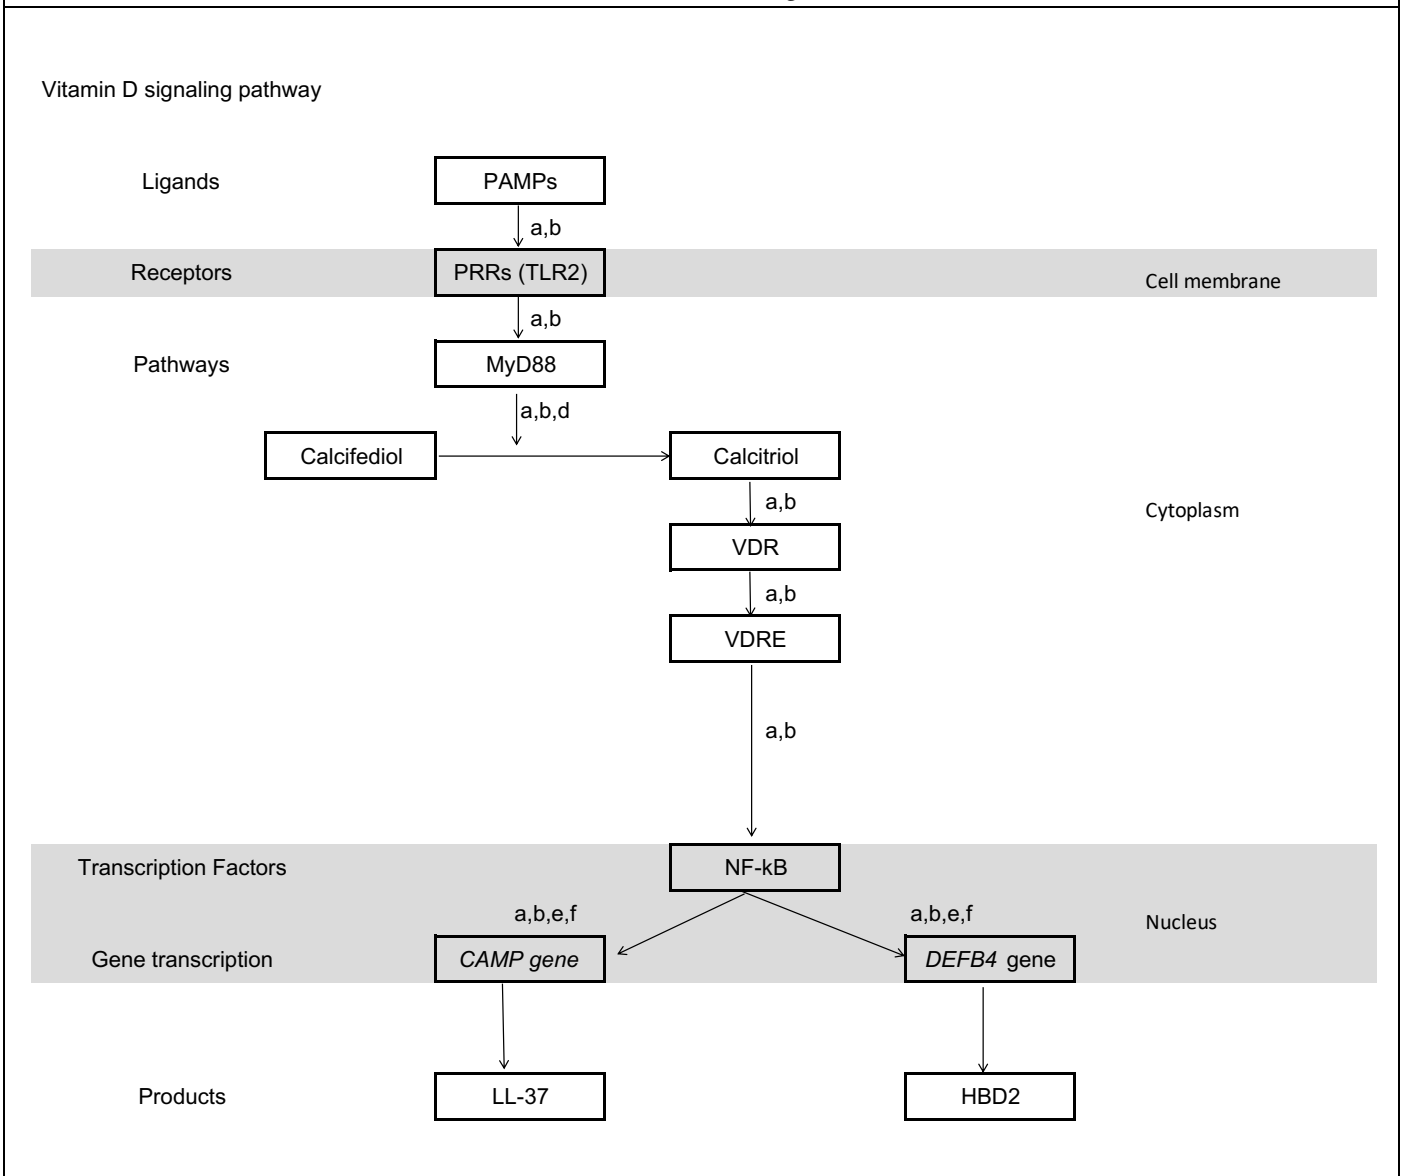 Vitamin D signaling pathway
Ligands
PAMPs
a,b
Receptors
PRRs (TLR2)
Cell membrane
a,b
Pathways
MyD88
a,b,d
Calcifediol
Calcitriol
a,b
Cytoplasm
VDR
a,b
VDRE
a,b
Transcription Factors
NF-kB
a,b,e,f
a,b,e,f
Nucleus
Gene transcription
CAMP gene
DEFB4 gene
Products
LL-37
HBD2